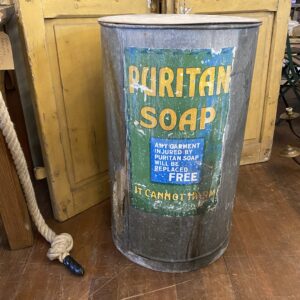 PURITAN
SOAP
ANY GARMENT
INJURED BY
PURITAN SOAP
WILL BE
REPLACED
FREE
IT CANNOT HARM